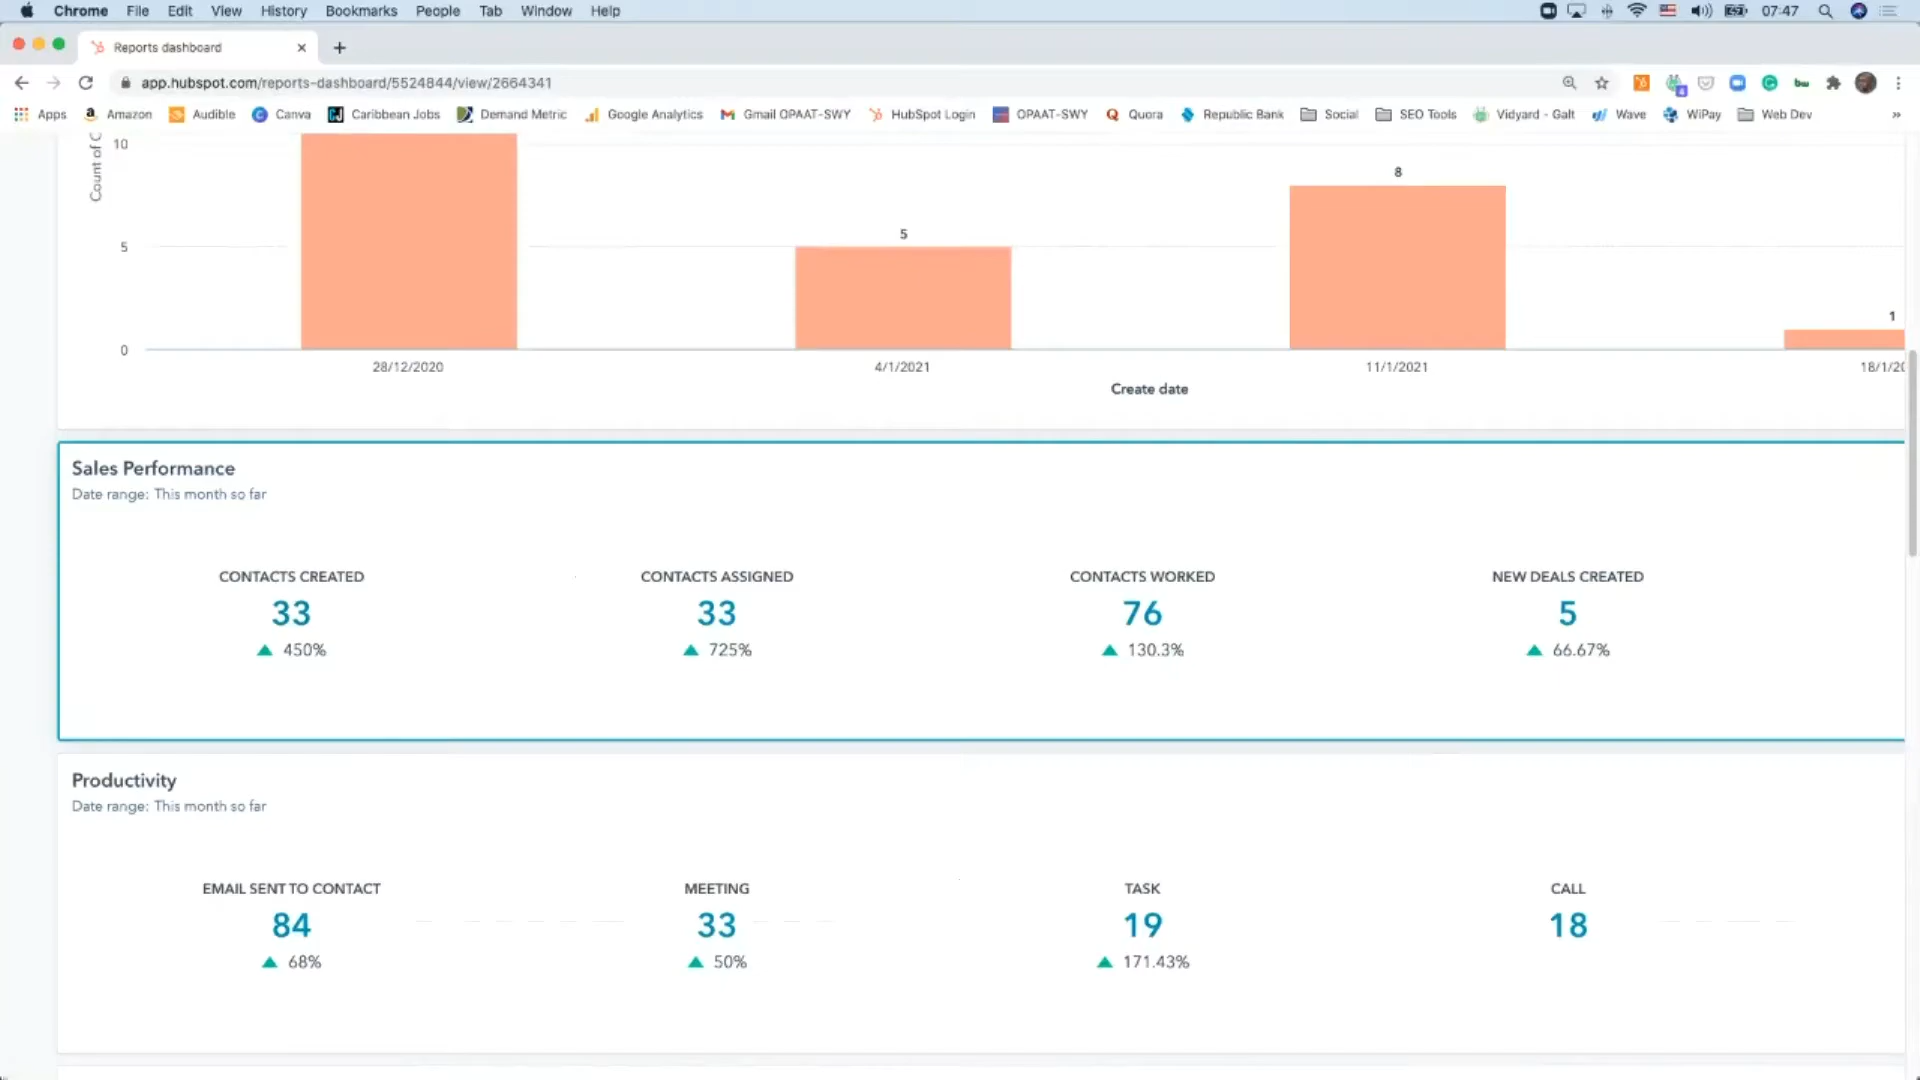 Chrome File Edit View History Bookmarks People Tab Window Help 07:47
Reports dashboard
app.hubspot.com/reports-dashboard/5524844/view/2664341
Apps Amazon Audible Canva Caribbean Jobs Demand Metric Google Analytics Gmail OPAAT-SWY HubSpot Login OPAAT-SWY Quora Republic Bank Social SEO Tools Vidyard - Galt Wave WiPay Web Dev »
Count of C
10
8
5
5
1
0
28/12/2020 4/1/2021 11/1/2021 18/1/20
Create date
Sales Performance
Date range: This month so far
CONTACTS CREATED CONTACTS ASSIGNED CONTACTS WORKED NEW DEALS CREATED
33 33 76 5
450% 725% 130.3% 66.67%
Productivity
Date range: This month so far
EMAIL SENT TO CONTACT MEETING TASK CALL
84 33 19 18
68% 50% 171.43%